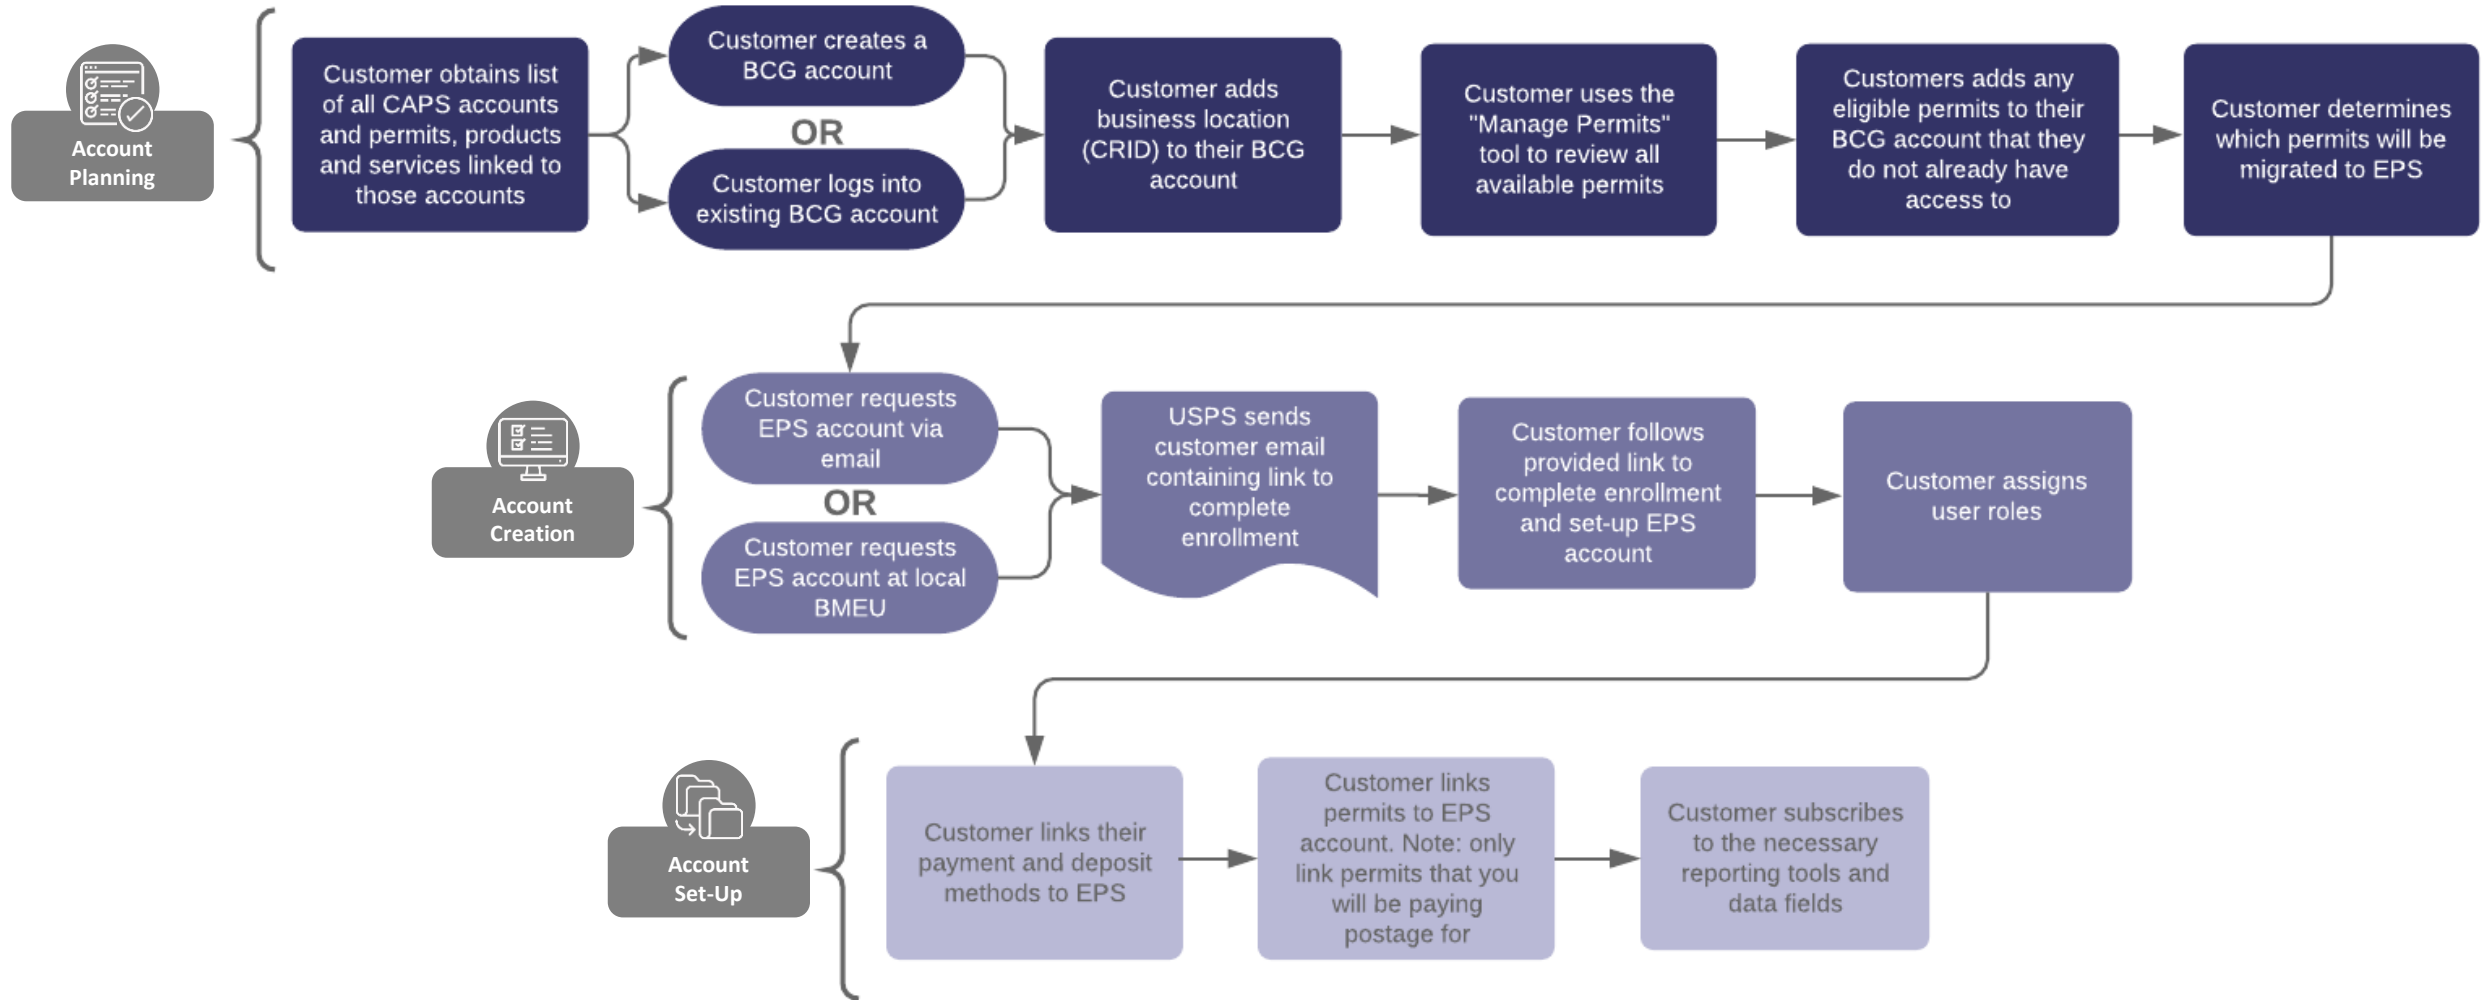 Account
Planning
Customer obtains list
of all CAPS accounts
and permits, products
and services linked to
those accounts
Customer creates a
BCG account
OR
Customer logs into
existing BCG account
Customer adds
business location
(CRID) to their BCG
account
Customer uses the
"Manage Permits"
tool to review all
available permits
Customers adds any
eligible permits to their
BCG account that they
do not already have
access to
Customer determines
which permits will be
migrated to EPS
Account
Creation
Customer requests
EPS account via
email
OR
Customer requests
EPS account at local
BMEU
USPS sends
customer email
containing link to
complete
enrollment
Customer follows
provided link to
complete enrollment
and set-up EPS
account
Customer assigns
user roles
Account
Set-Up
Customer links their
payment and deposit
methods to EPS
Customer links
permits to EPS
account. Note: only
link permits that you
will be paying
postage for
Customer subscribes
to the necessary
reporting tools and
data fields